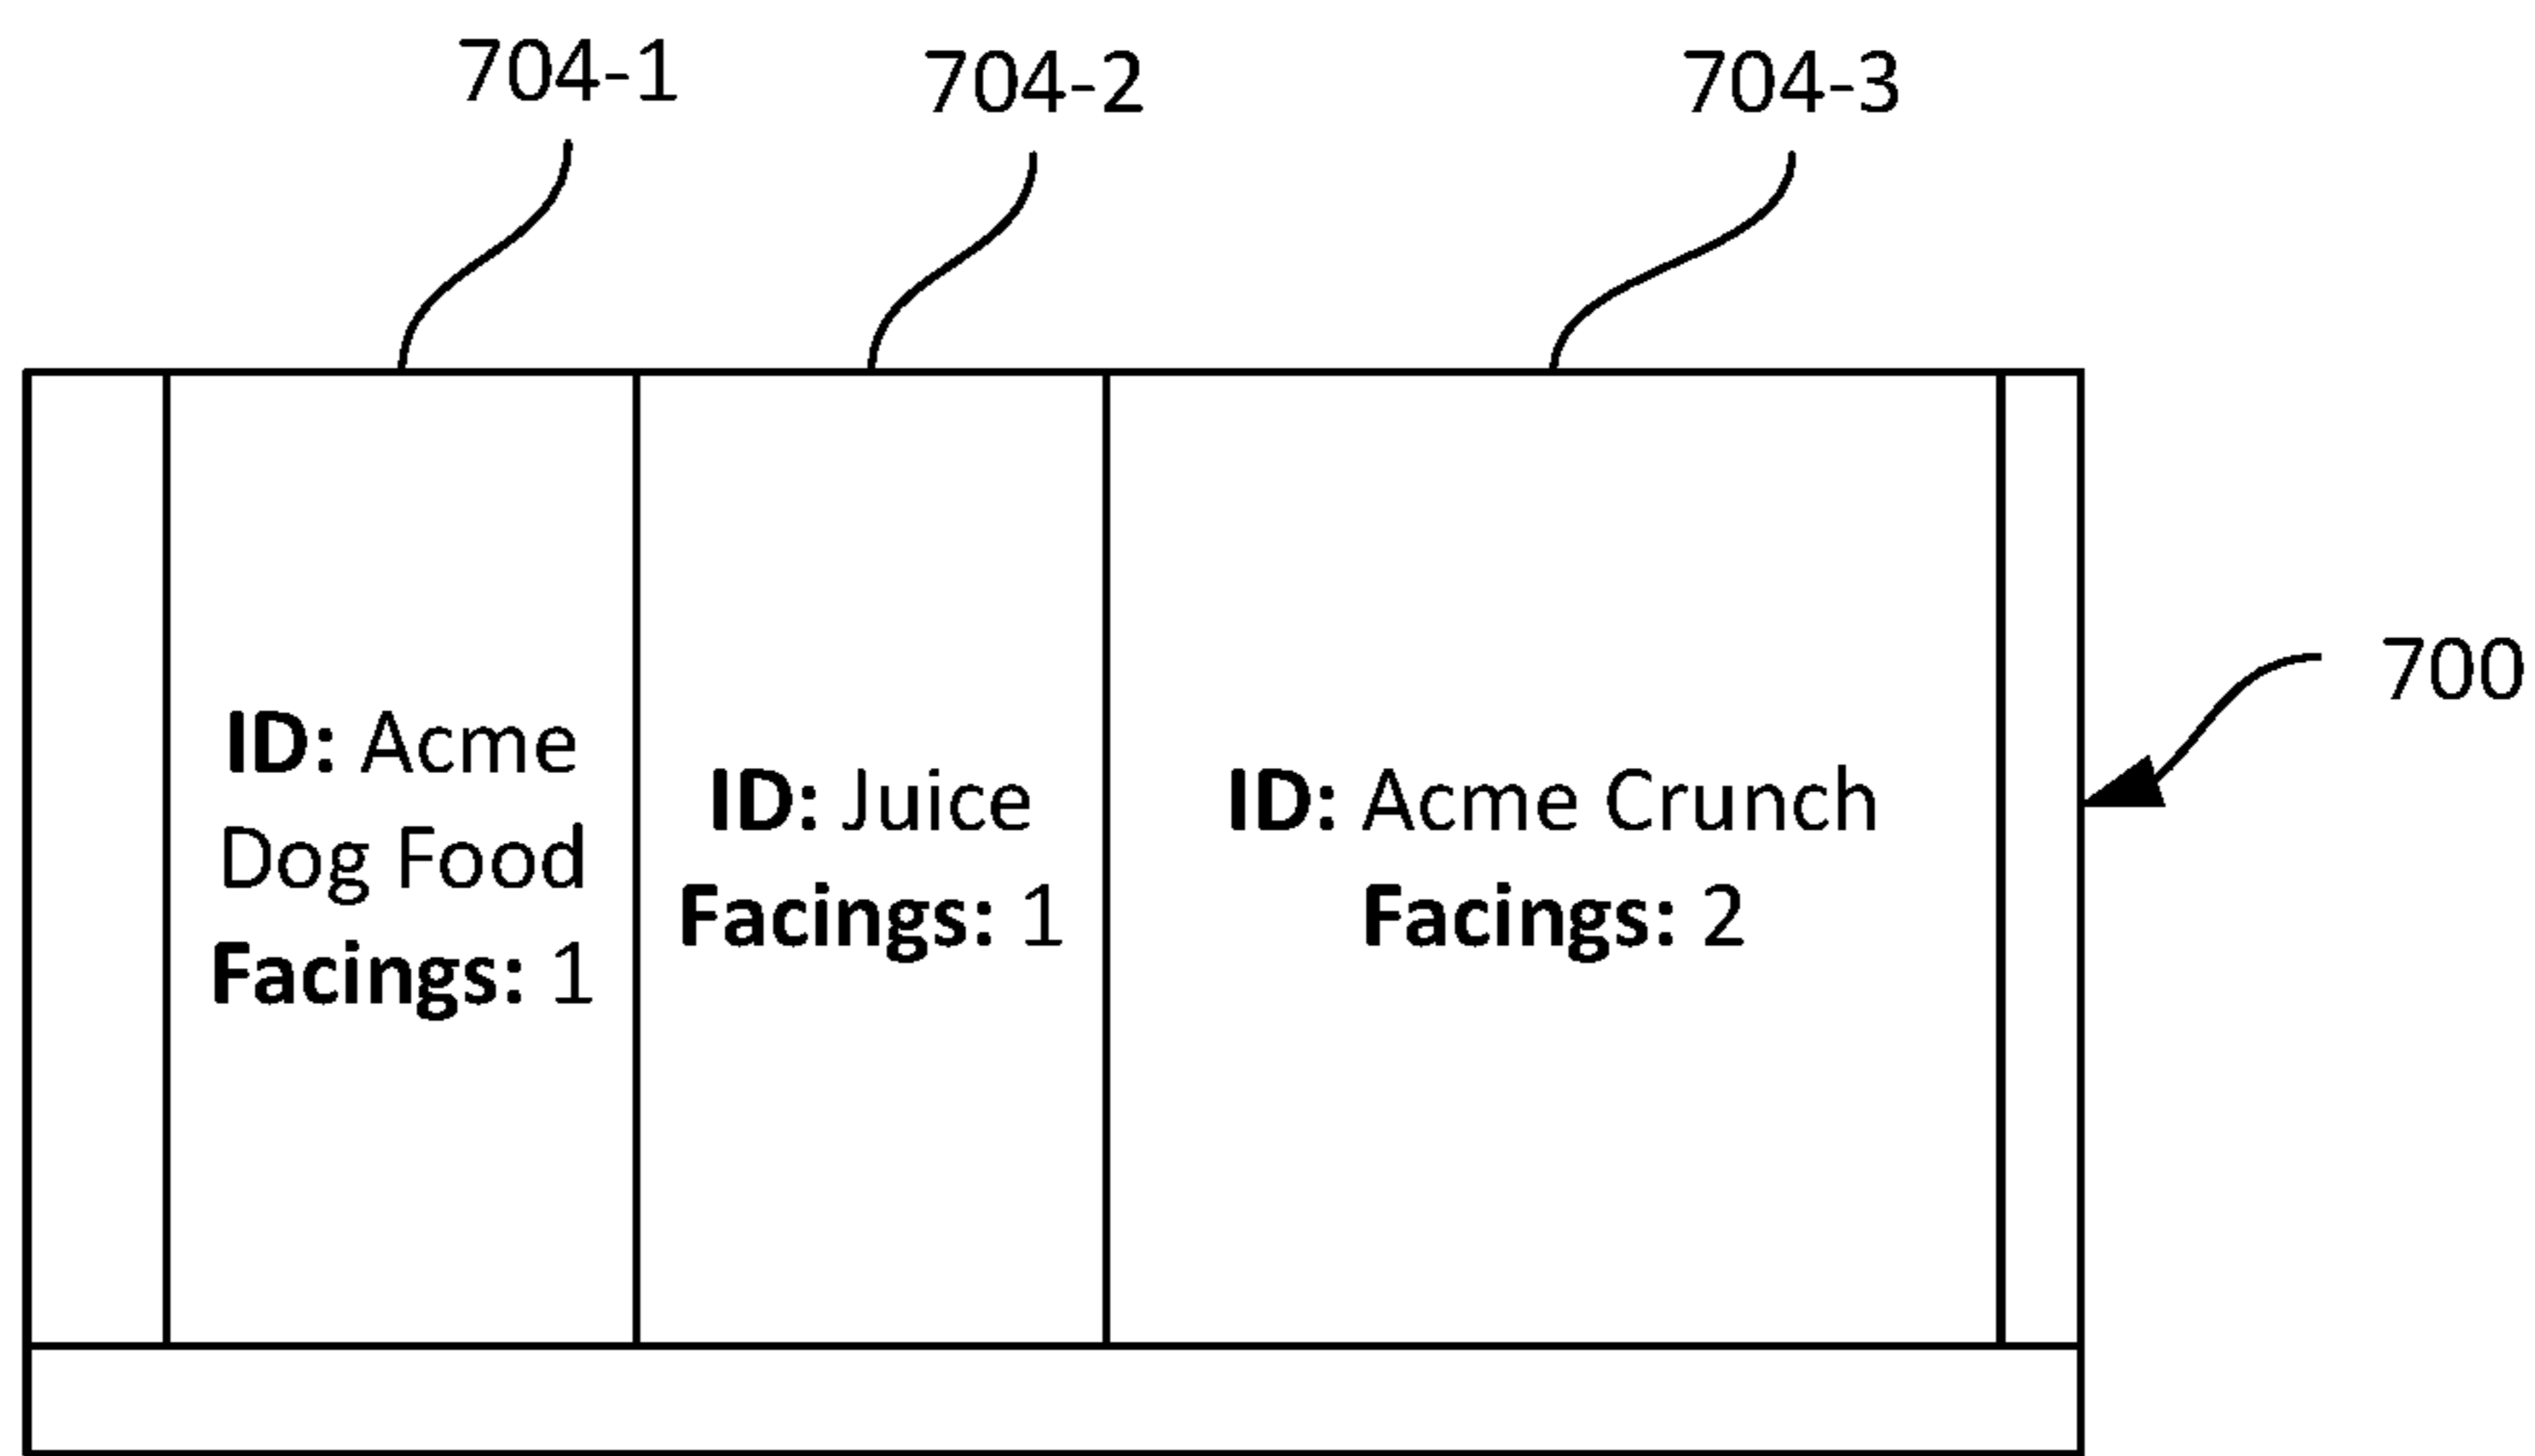 704-1
704-2
704-3
700
ID: Acme
Dog Food
Facings: 1
ID: Juice
Facings: 1
ID: Acme Crunch
Facings: 2